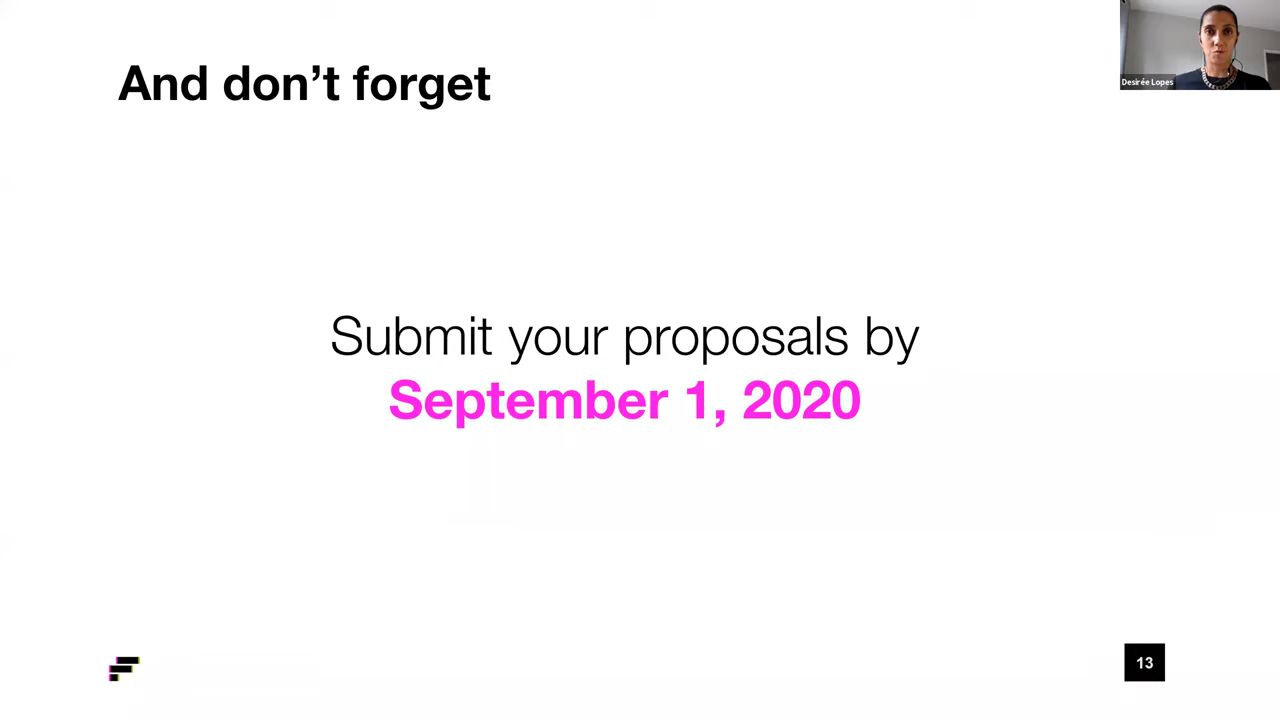 And don’t forget
Desirée Lopes
Submit your proposals by
September 1, 2020
13